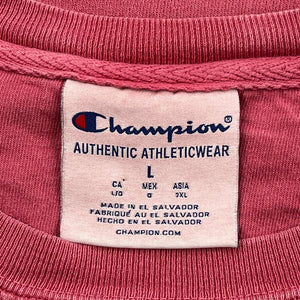 Champion
AUTHENTIC ATHLETICWEAR
L
CA MEX ASIA
L/G G 2XL
MADE IN EL SALVADOR
FABRIQUÉ AU EL SALVADOR
HECHO EN EL SALVADOR
CHAMPION.COM